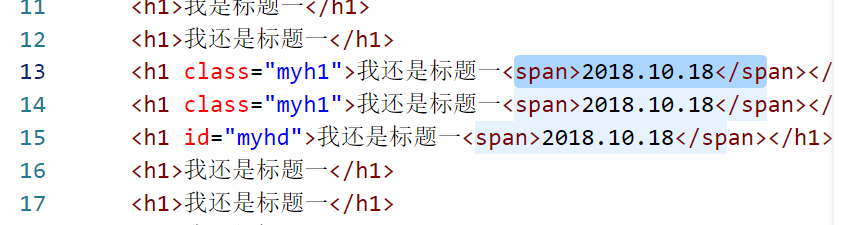 11 <h1>我是标题一</h1>
12 <h1>我还是标题一</h1>
13 <h1 class="myh1">我还是标题一<span>2018.10.18</span></
14 <h1 class="myh1">我还是标题一<span>2018.10.18</span></
15 <h1 id="myhd">我还是标题一<span>2018.10.18</span></h1>
16 <h1>我还是标题一</h1>
17 <h1>我还是标题一</h1>